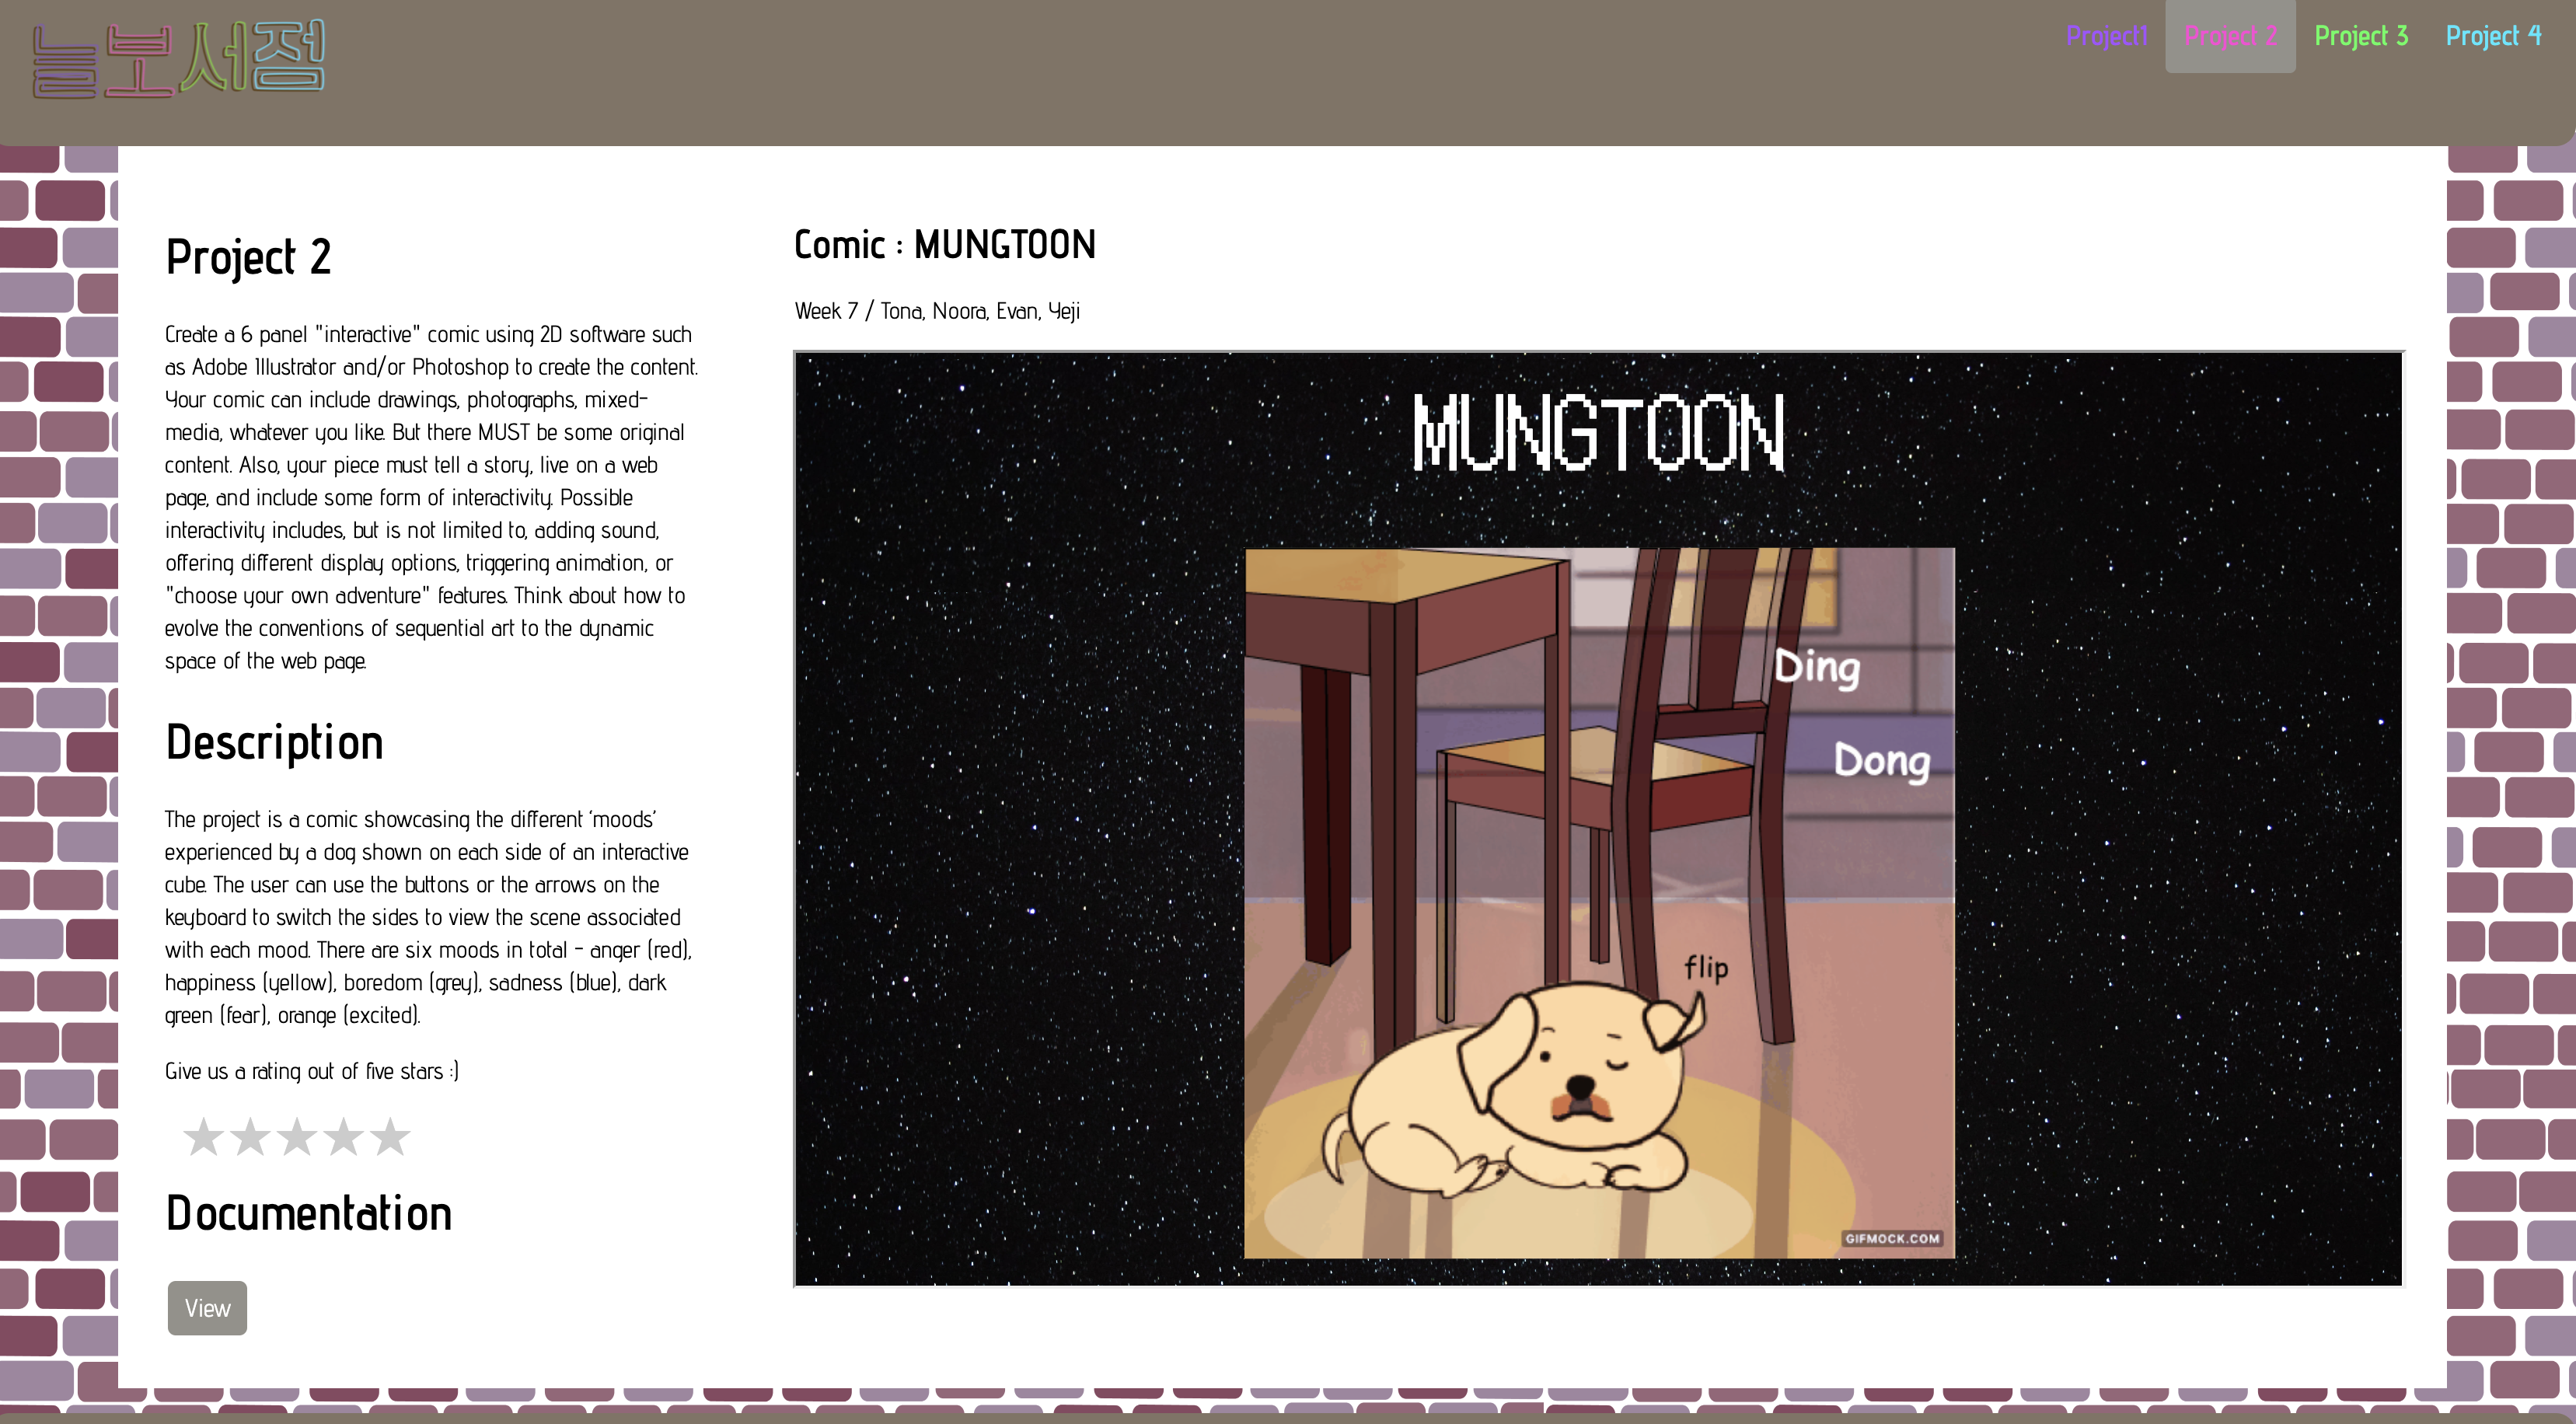 늘보서점
Project1
Project 2
Project 3
Project 4
Project 2
Create a 6 panel "interactive" comic using 2D software such
as Adobe Illustrator and/or Photoshop to create the content.
Your comic can include drawings, photographs, mixed-
media, whatever you like. But there MUST be some original
content. Also, your piece must tell a story, live on a web
page, and include some form of interactivity. Possible
interactivity includes, but is not limited to, adding sound,
offering different display options, triggering animation, or
"choose your own adventure" features. Think about how to
evolve the conventions of sequential art to the dynamic
space of the web page.
Description
The project is a comic showcasing the different ‘moods’
experienced by a dog shown on each side of an interactive
cube. The user can use the buttons or the arrows on the
keyboard to switch the sides to view the scene associated
with each mood. There are six moods in total - anger (red),
happiness (yellow), boredom (grey), sadness (blue), dark
green (fear), orange (excited).
Give us a rating out of five stars :)
★★★★★
Documentation
View
Comic : MUNGTOON
Week 7 / Tona, Noora, Evan, Yeji
MUNGTOON
Ding
Dong
flip
GIFMOCK.COM